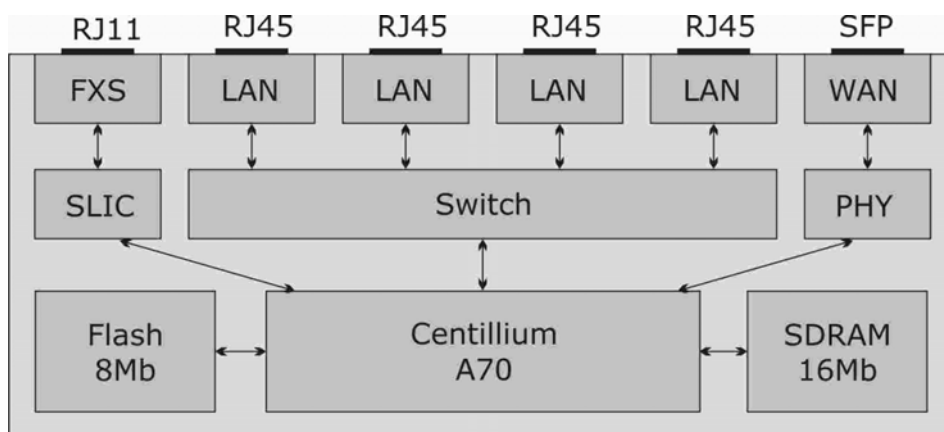 RJ11 RJ45 RJ45 RJ45 RJ45 SFP
FXS LAN LAN LAN LAN WAN
SLIC Switch PHY
Flash
8Mb
Centillium
A70
SDRAM
16Mb